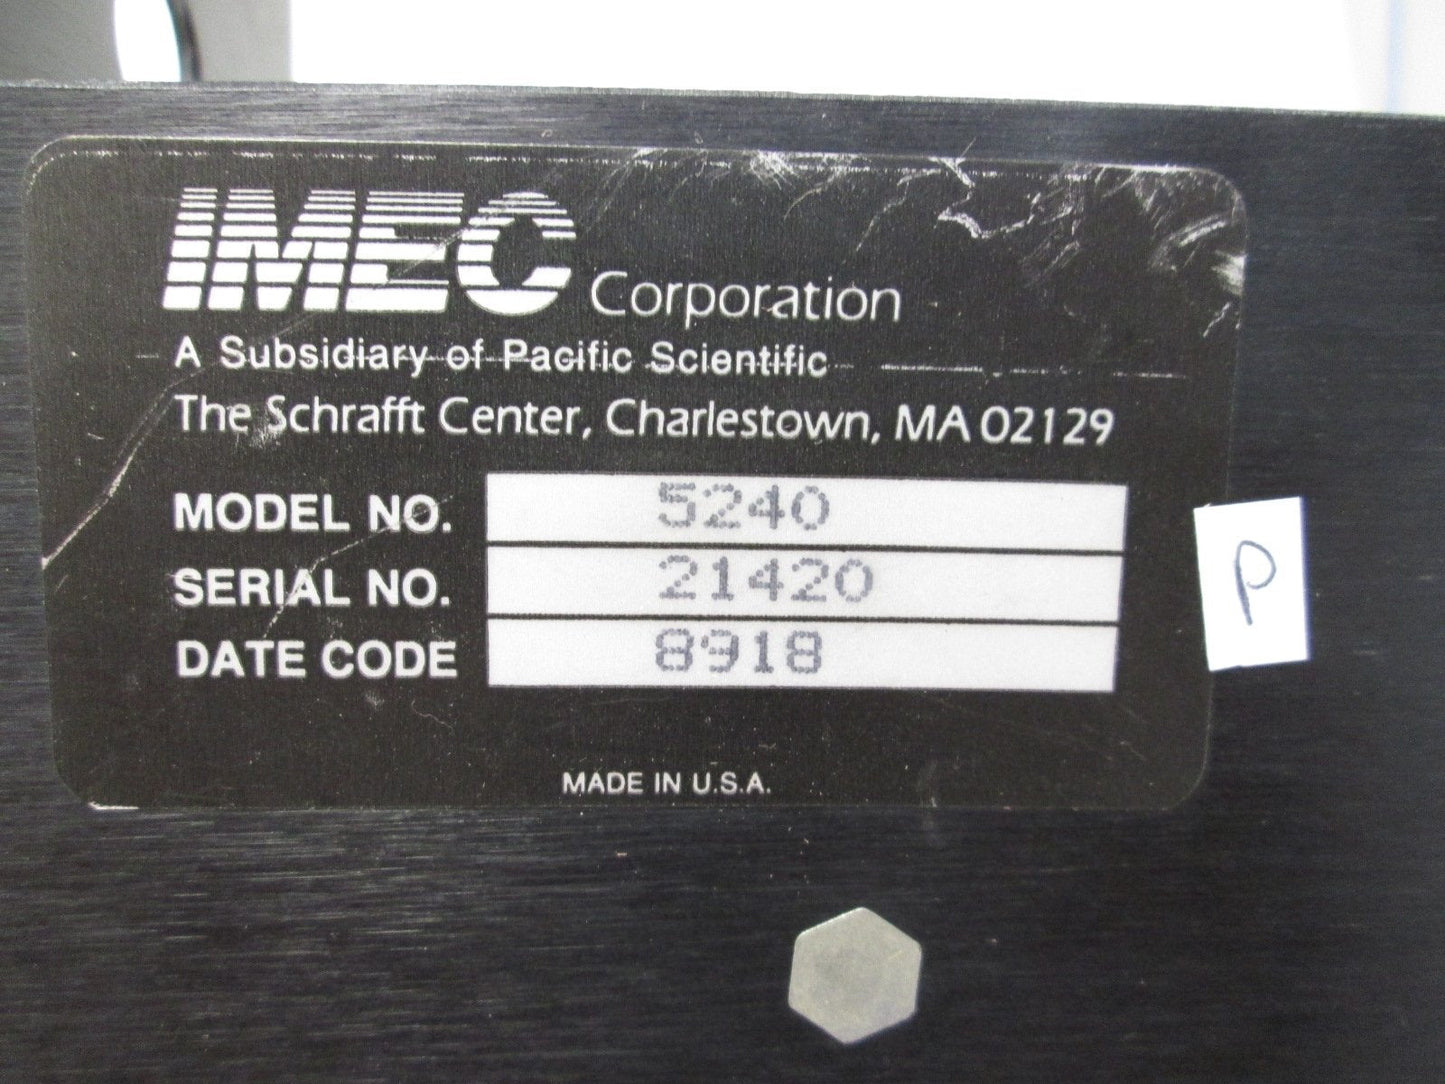 IMEC Corporation
A Subsidiary of Pacific Scientific
The Schrafft Center, Charlestown, MA 02129
MODEL NO. 5240
SERIAL NO. 21420
DATE CODE 8918
P
MADE IN U.S.A.